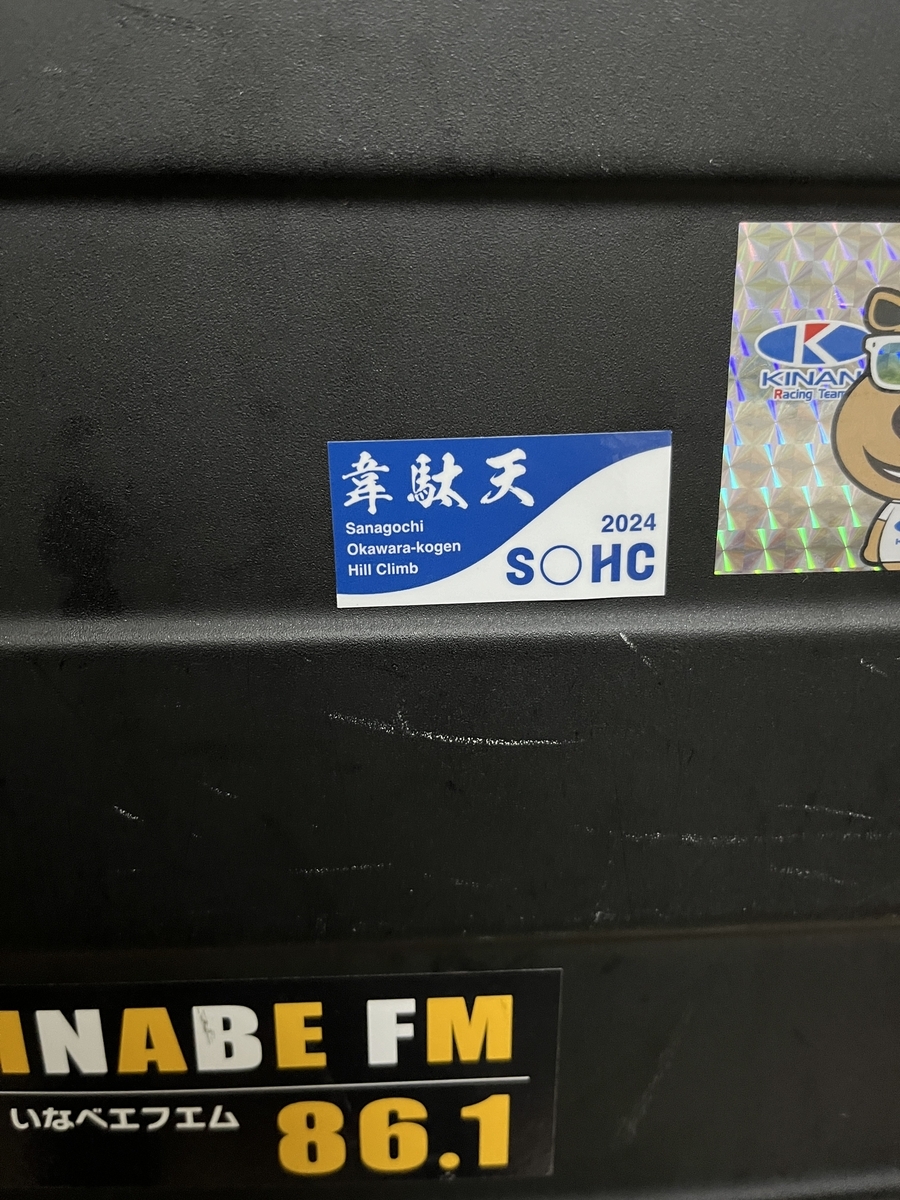 KINAN
Racing Team
韋駄天
Sanagochi
Okawara-kogen
Hill Climb
2024
S○HC
INABE FM
いなべエフエム
86.1